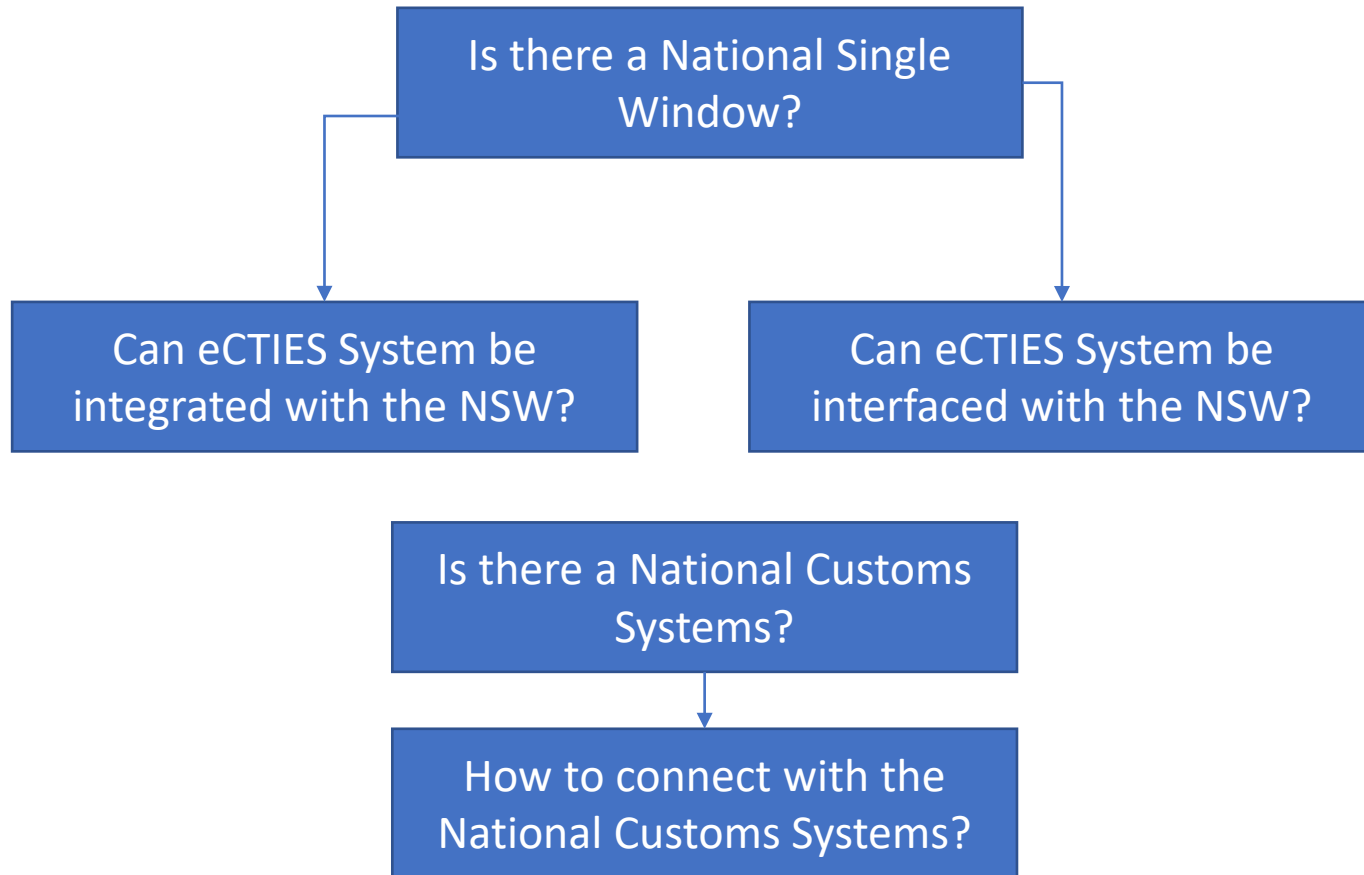 Is there a National Single
Window?
Can eCTIES System be
integrated with the NSW?
Can eCTIES System be
interfaced with the NSW?
Is there a National Customs
Systems?
How to connect with the
National Customs Systems?